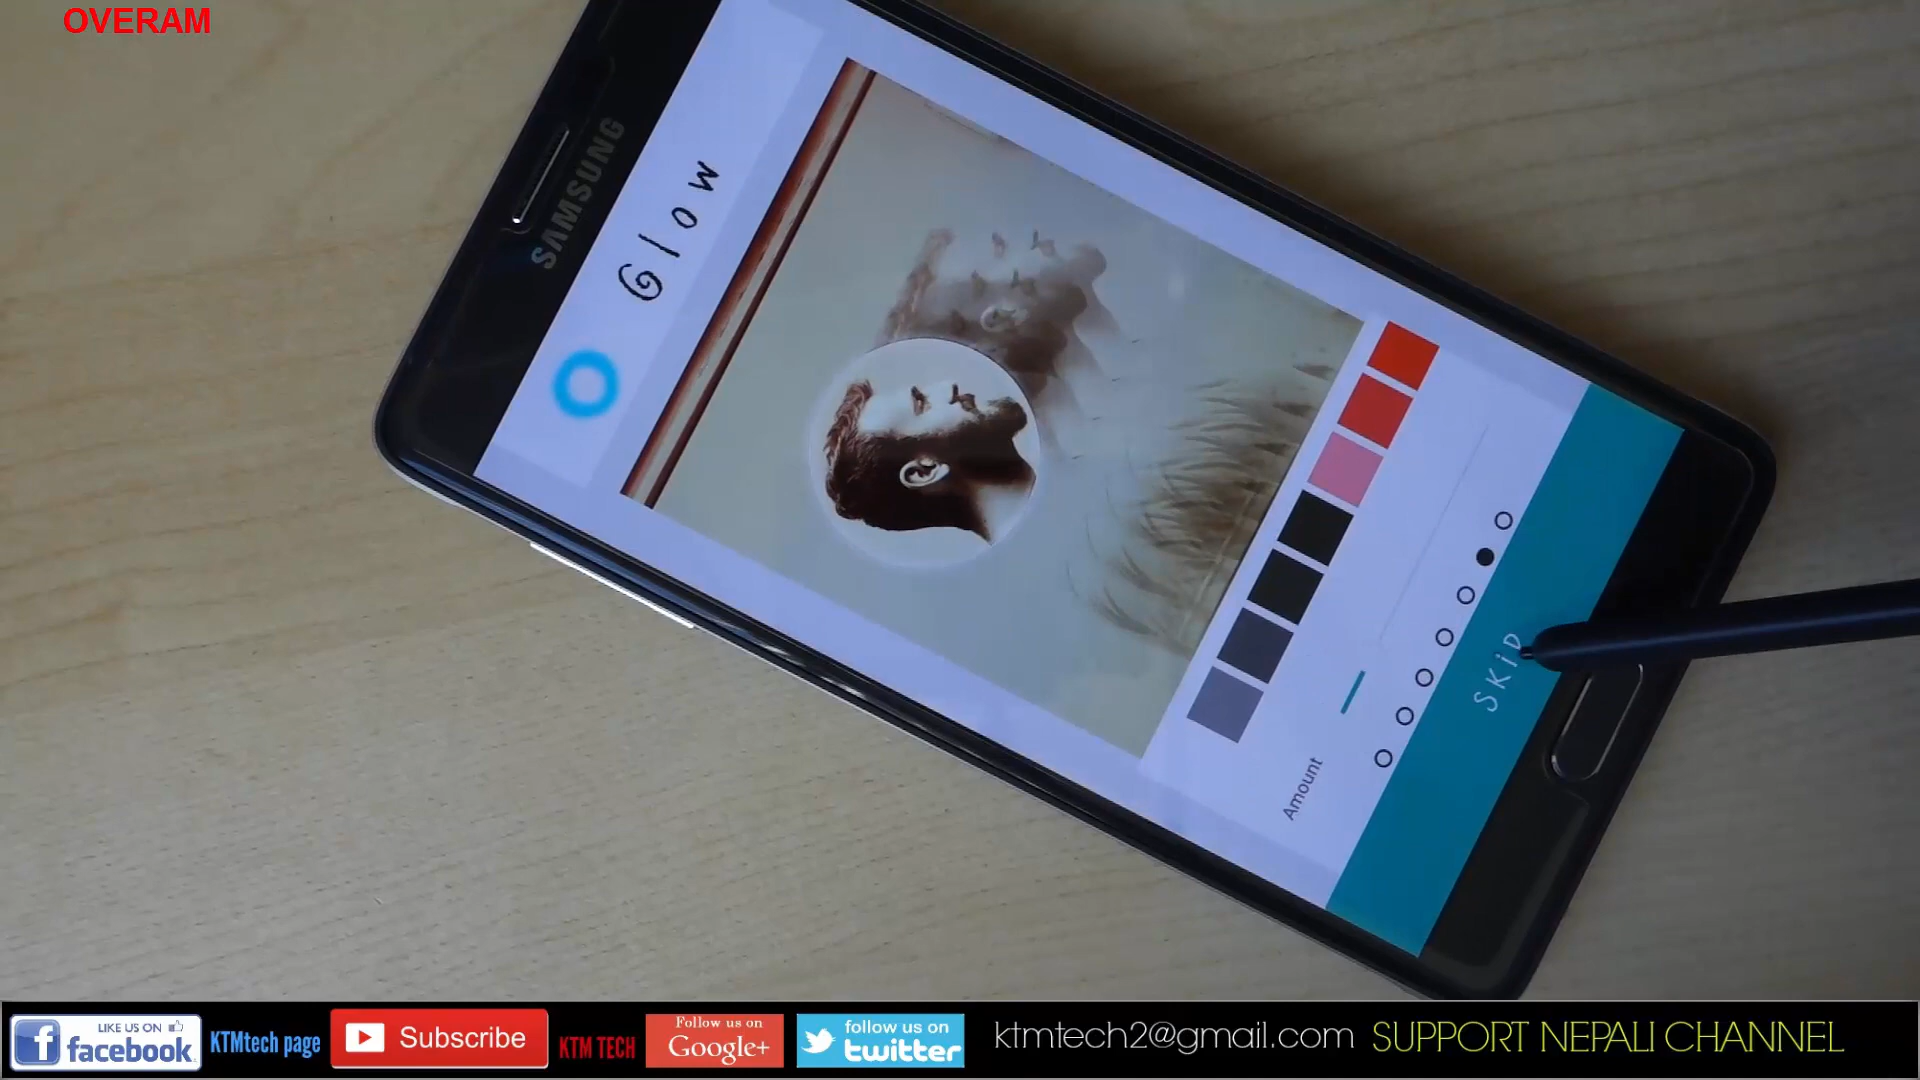 OVERAM
SAMSUNG
Glow
Amount
SKIP
LIKE US ON
facebook.
KTMtech page
Subscribe
KTM TECH
Follow us on
Google+
follow us on
twitter
ktmtech2@gmail.com
SUPPORT NEPALI CHANNEL